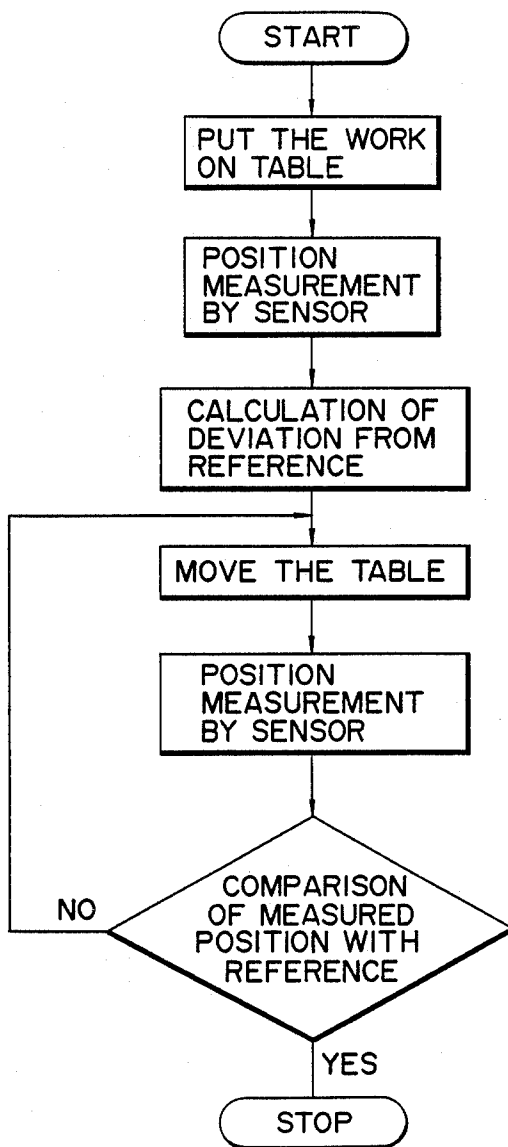 START
PUT THE WORK
ON TABLE
POSITION
MEASUREMENT
BY SENSOR
CALCULATION OF
DEVIATION FROM
REFERENCE
MOVE THE TABLE
POSITION
MEASUREMENT
BY SENSOR
COMPARISON
OF MEASURED
POSITION WITH
REFERENCE
NO
YES
STOP